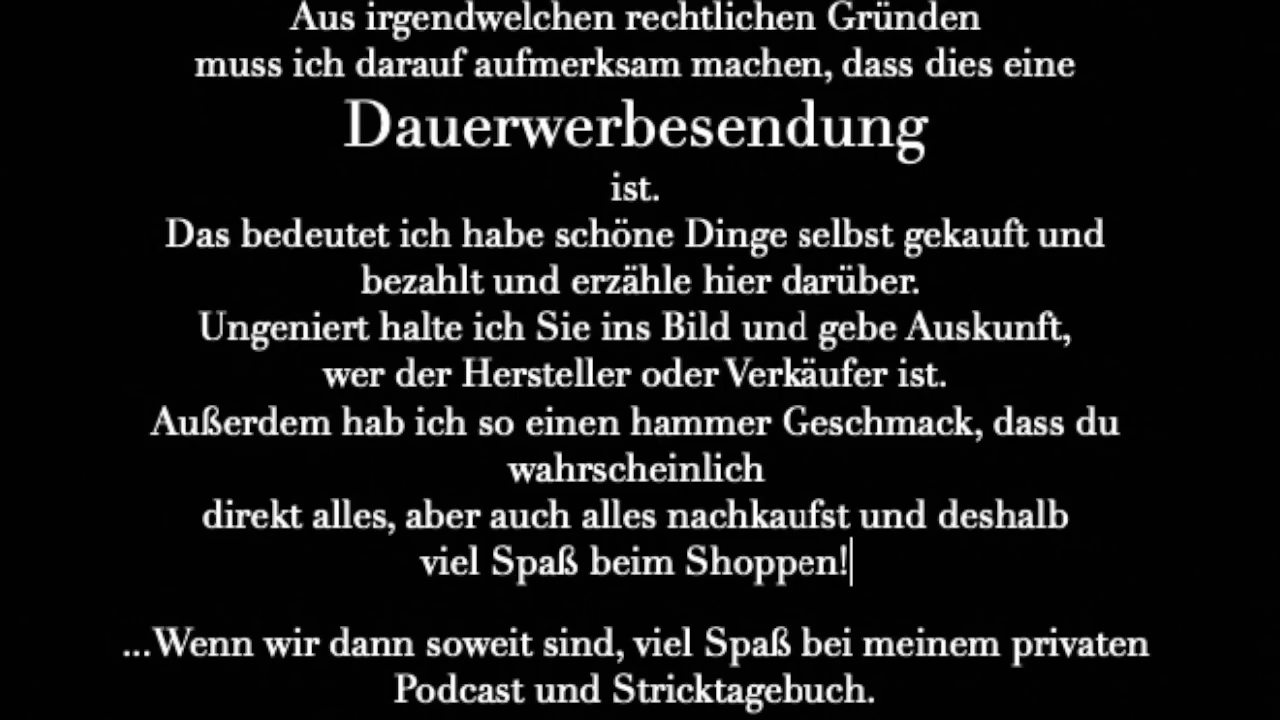 Aus irgendwelchen rechtlichen Gründen
muss ich darauf aufmerksam machen, dass dies eine
Dauerwerbesendung
ist.
Das bedeutet ich habe schöne Dinge selbst gekauft und
bezahlt und erzähle hier darüber.
Ungeniert halte ich Sie ins Bild und gebe Auskunft,
wer der Hersteller oder Verkäufer ist.
Außerdem hab ich so einen hammer Geschmack, dass du
wahrscheinlich
direkt alles, aber auch alles nachkaufst und deshalb
viel Spaß beim Shoppen!
...Wenn wir dann soweit sind, viel Spaß bei meinem privaten
Podcast und Stricktagebuch.